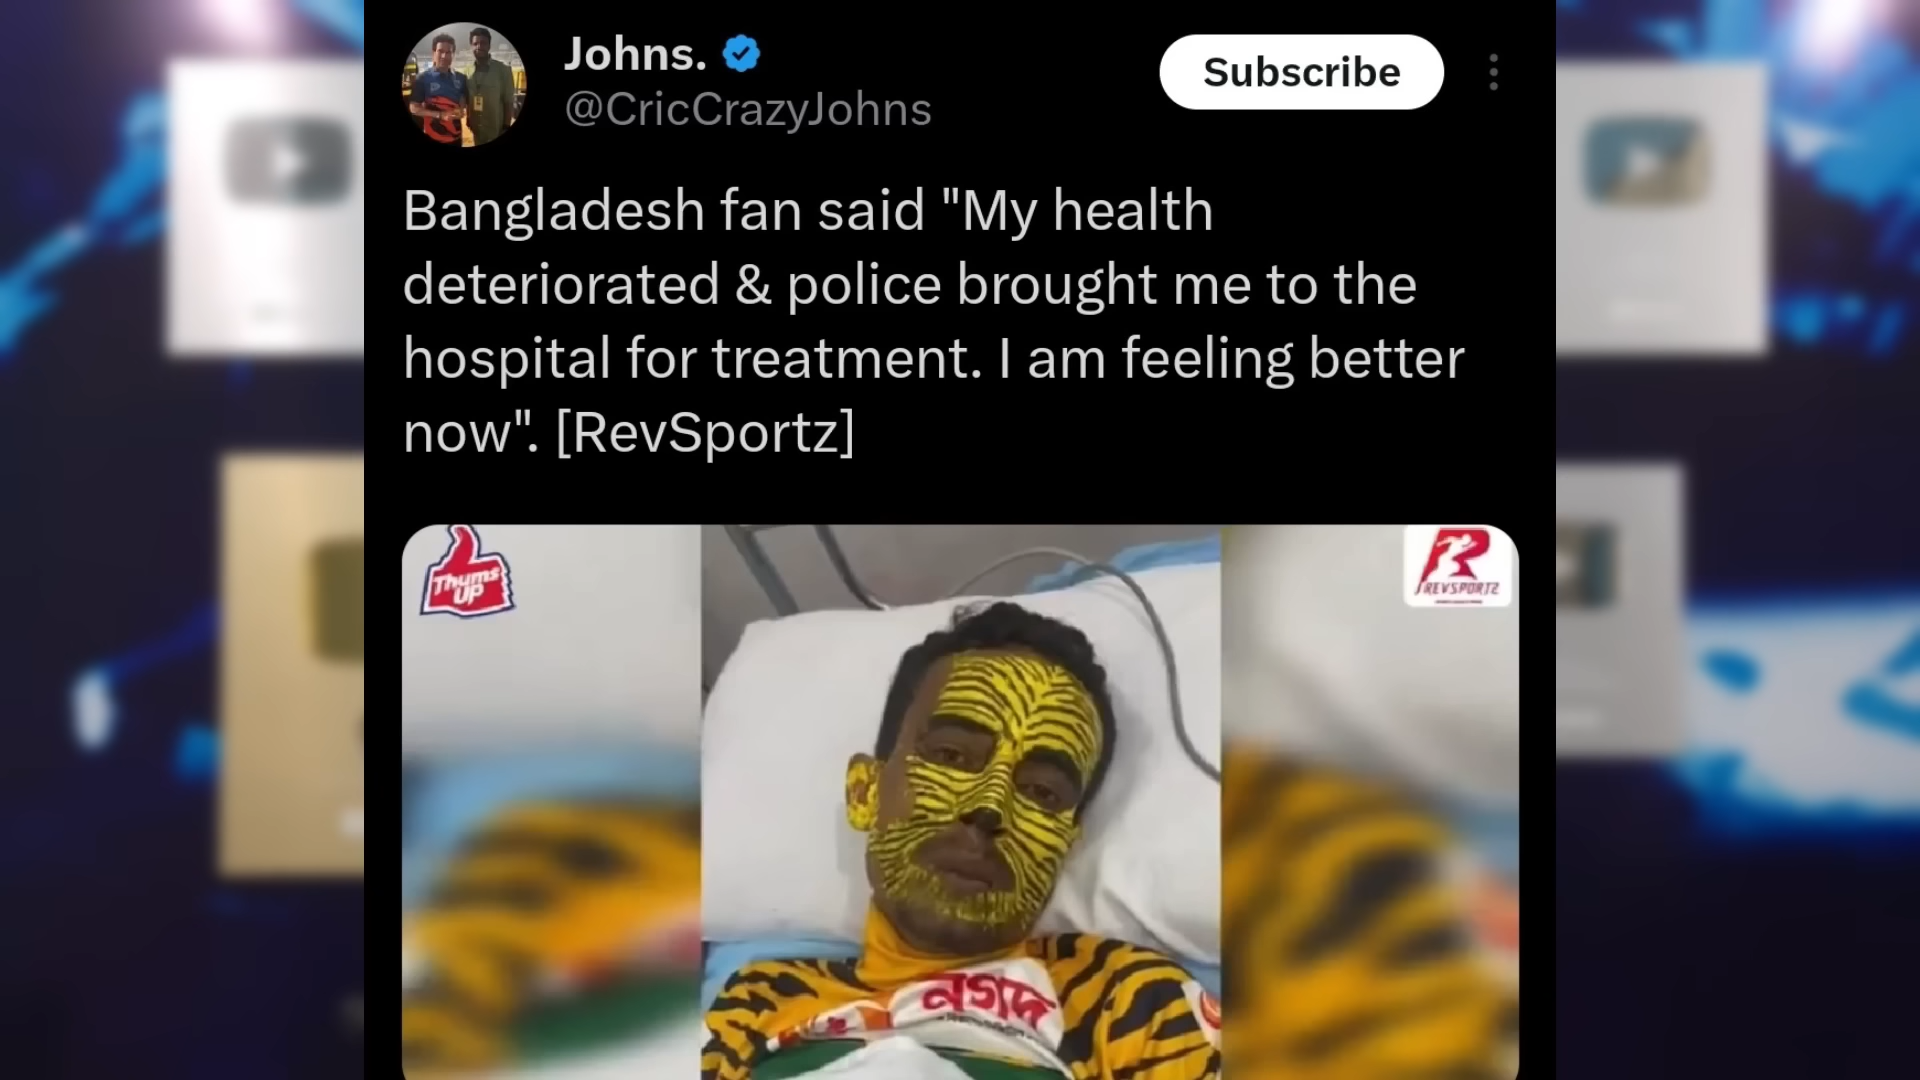 Johns.
@CricCrazyJohns
Subscribe
Bangladesh fan said "My health
deteriorated & police brought me to the
hospital for treatment. I am feeling better
now". [RevSportz]
Thums
UP
REVSPORTZ
নগদ